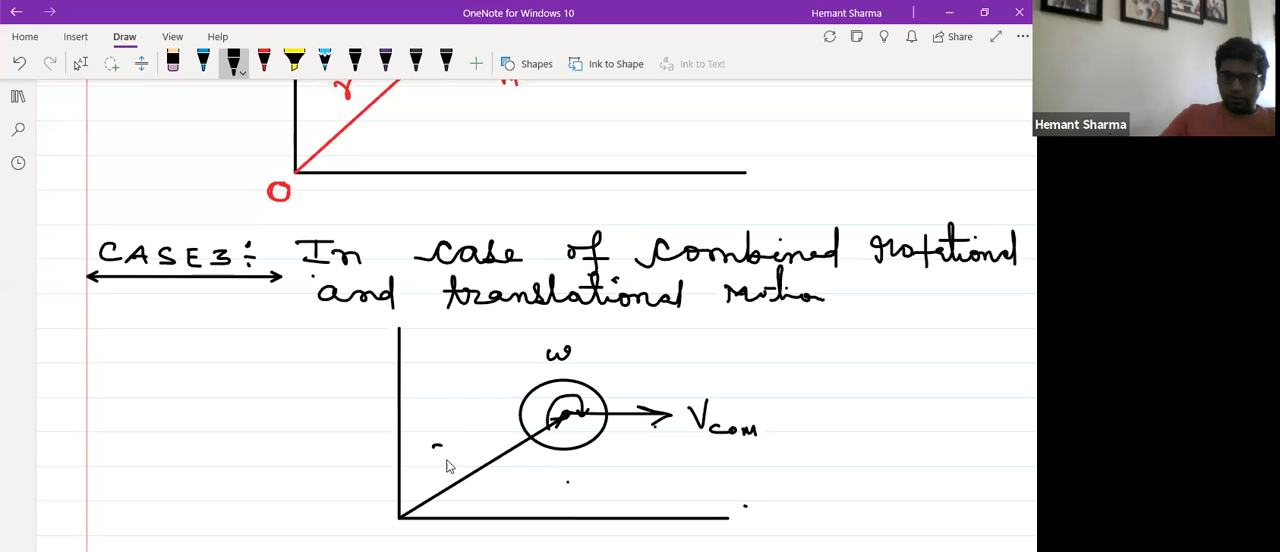 OneNote for Windows 10
Hemant Sharma
Home Insert Draw View Help
Share
Shapes Ink to Shape Ink to Text
Hemant Sharma
r
O
CASE 3 ÷ In case of combined rotational
and translational motion
ω
Vcom